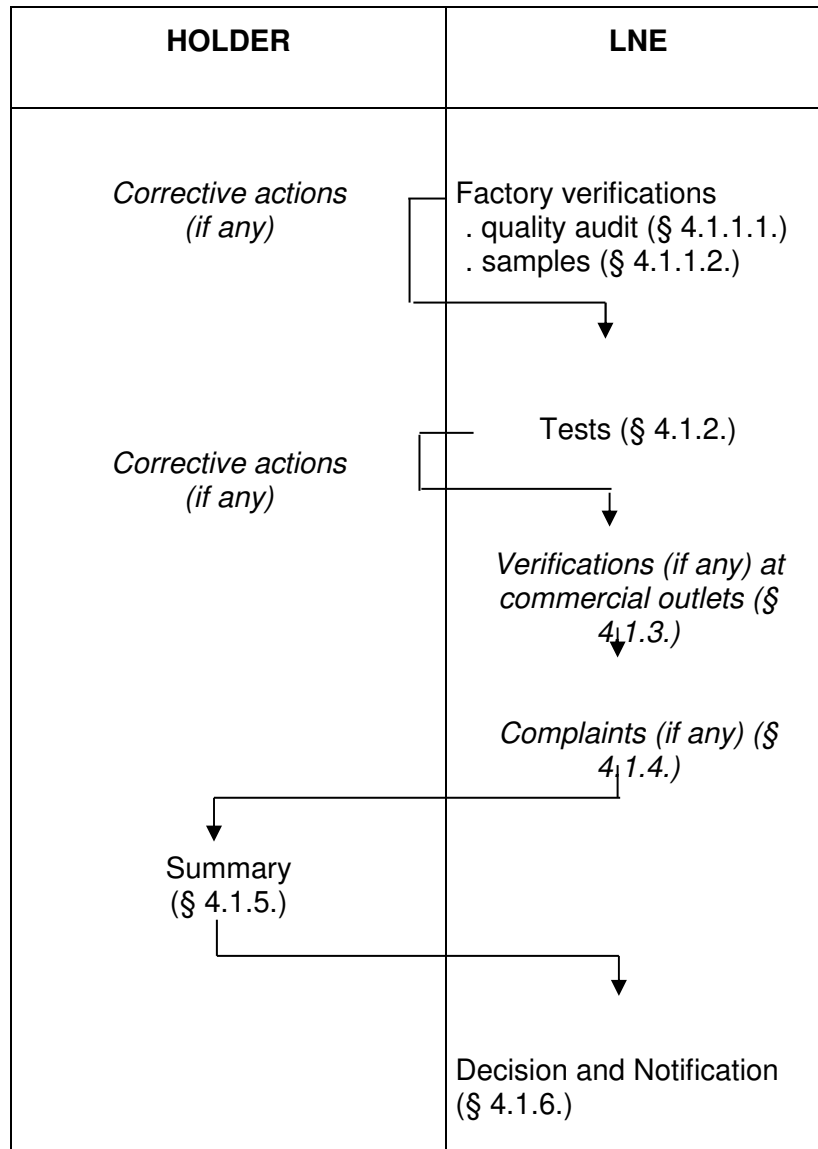 HOLDER
LNE
Corrective actions
(if any)
Factory verifications
. quality audit (§ 4.1.1.1.)
. samples (§ 4.1.1.2.)
Tests (§ 4.1.2.)
Corrective actions
(if any)
Verifications (if any) at
commercial outlets (§
4.1.3.)
Complaints (if any) (§
4.1.4.)
Summary
(§ 4.1.5.)
Decision and Notification
(§ 4.1.6.)